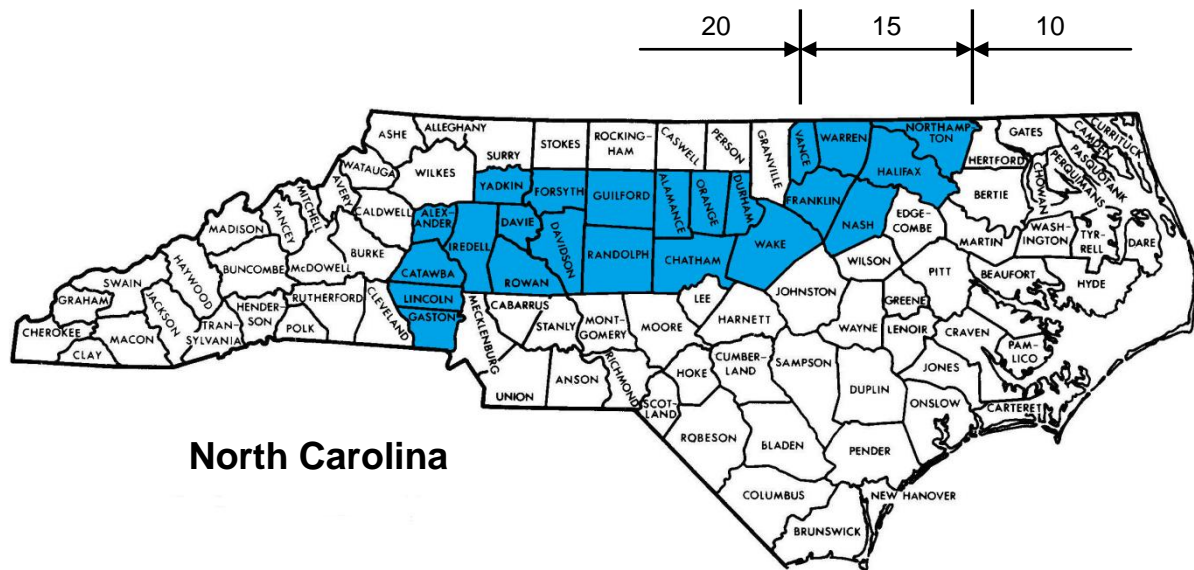 20 15 10
ASHE
ALLEGHANY
SURRY
STOKES
ROCKING-
HAM
CASWELL
PERSON
GRANVILLE
VANCE
WARREN
NORTHAMP
TON
GATES
HERTFORD
CURRITUCK
CAMDEN
PASQUOTANK
PERQUIMANS
CHOWAN
WATAUGA
WILKES
YADKIN
FORSYTH
GUILFORD
ALAMANCE
ORANGE
DURHAM
FRANKLIN
HALIFAX
BERTIE
MITCHELL
AVERY
CALDWELL
ALEX-
ANDER
IREDELL
DAVIE
DAVIDSON
RANDOLPH
CHATHAM
WAKE
NASH
EDGE-
COMBE
MARTIN
WASH-
INGTON
TYR-
RELL
DARE
MADISON
YANCEY
BURKE
CATAWBA
ROWAN
WILSON
PITT
BEAUFORT
HYDE
HAYWOOD
BUNCOMBE
McDOWELL
LINCOLN
GASTON
LEE
JOHNSTON
GREENE
SWAIN
GRAHAM
JACKSON
HENDER-
SON
RUTHERFORD
CLEVELAND
MECKLENBURG
CABARRUS
STANLY
MONT-
GOMERY
MOORE
HARNETT
WAYNE
LENOIR
CRAVEN
PAM-
LICO
CHEROKEE
CLAY
MACON
TRAN-
SYLVANIA
POLK
UNION
ANSON
RICHMOND
SCOT-
LAND
HOKE
CUMBER-
LAND
SAMPSON
DUPLIN
JONES
ONSLOW
CARTERET
ROBESON
BLADEN
PENDER
North Carolina
COLUMBUS
NEW HANOVER
BRUNSWICK